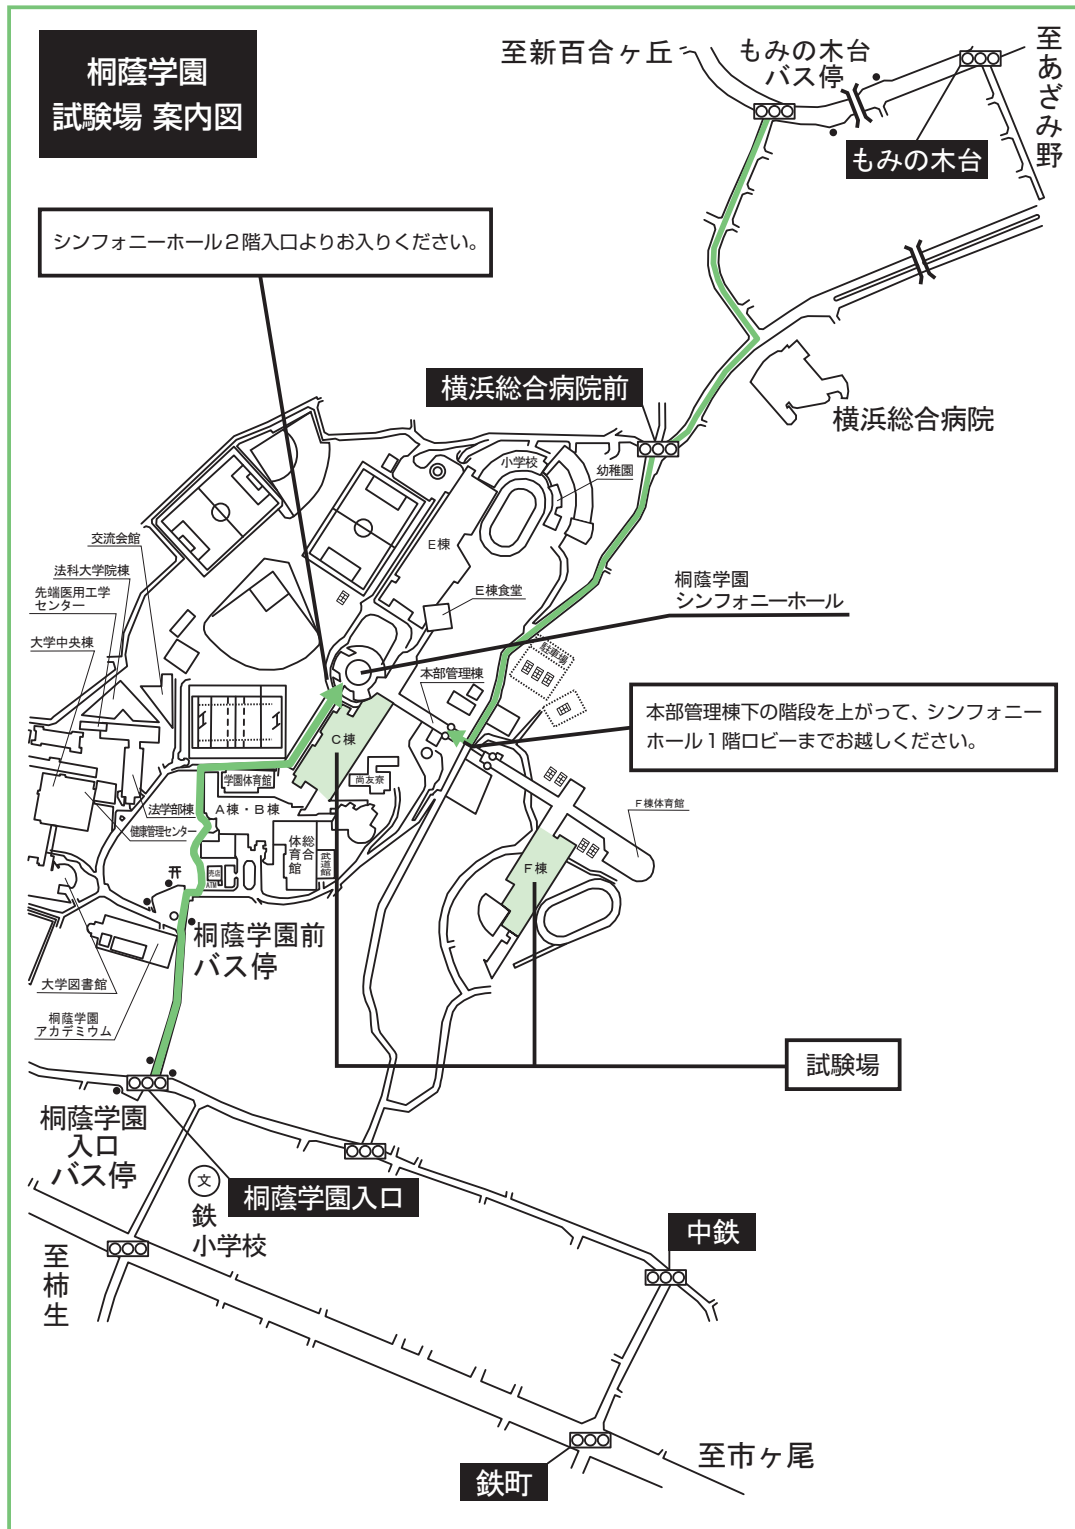 桐蔭学園
試験場 案内図
至新百合ヶ丘
もみの木台
バス停
至あざみ野
もみの木台
シンフォニーホール２階入口よりお入りください。
横浜総合病院前
横浜総合病院
小学校
幼稚園
E棟
E棟食堂
交流会館
法科大学院棟
先端医用工学
センター
大学中央棟
桐蔭学園
シンフォニーホール
駐車場
本部管理棟
本部管理棟下の階段を上がって、シンフォニー
ホール１階ロビーまでお越しください。
C棟
学園体育館
尚友寮
法学部棟
A棟・B棟
健康管理センター
総合
体育館
武道館
F棟体育館
F棟
売店
ATM
桐蔭学園前
バス停
大学図書館
桐蔭学園
アカデミウム
試験場
桐蔭学園
入口
バス停
文
鉄
小学校
桐蔭学園入口
中鉄
至柿生
至市ヶ尾
鉄町